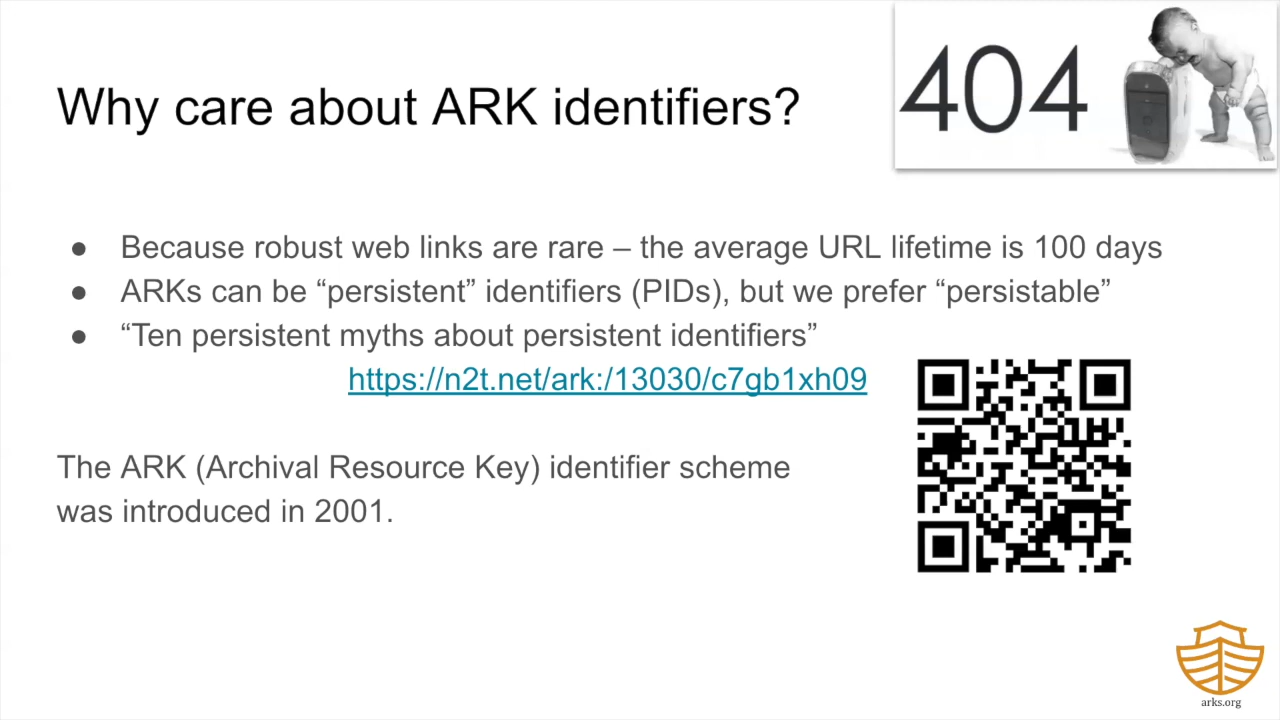 404
Why care about ARK identifiers?
● Because robust web links are rare – the average URL lifetime is 100 days
● ARKs can be “persistent” identifiers (PIDs), but we prefer “persistable”
● “Ten persistent myths about persistent identifiers”
https://n2t.net/ark:/13030/c7gb1xh09
The ARK (Archival Resource Key) identifier scheme
was introduced in 2001.
arks.org